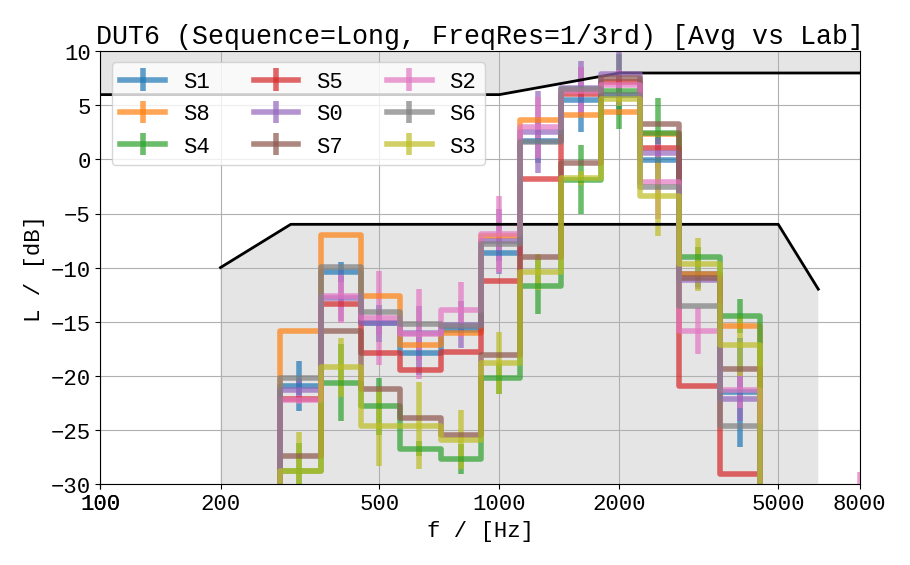 DUT6 (Sequence=Long, FreqRes=1/3rd) [Avg vs Lab]
S1 S5 S2
S8 S0 S6
S4 S7 S3
10
5
0
−5
−10
−15
−20
−25
−30
L / [dB]
100 200 500 1000 2000 5000 8000
f / [Hz]